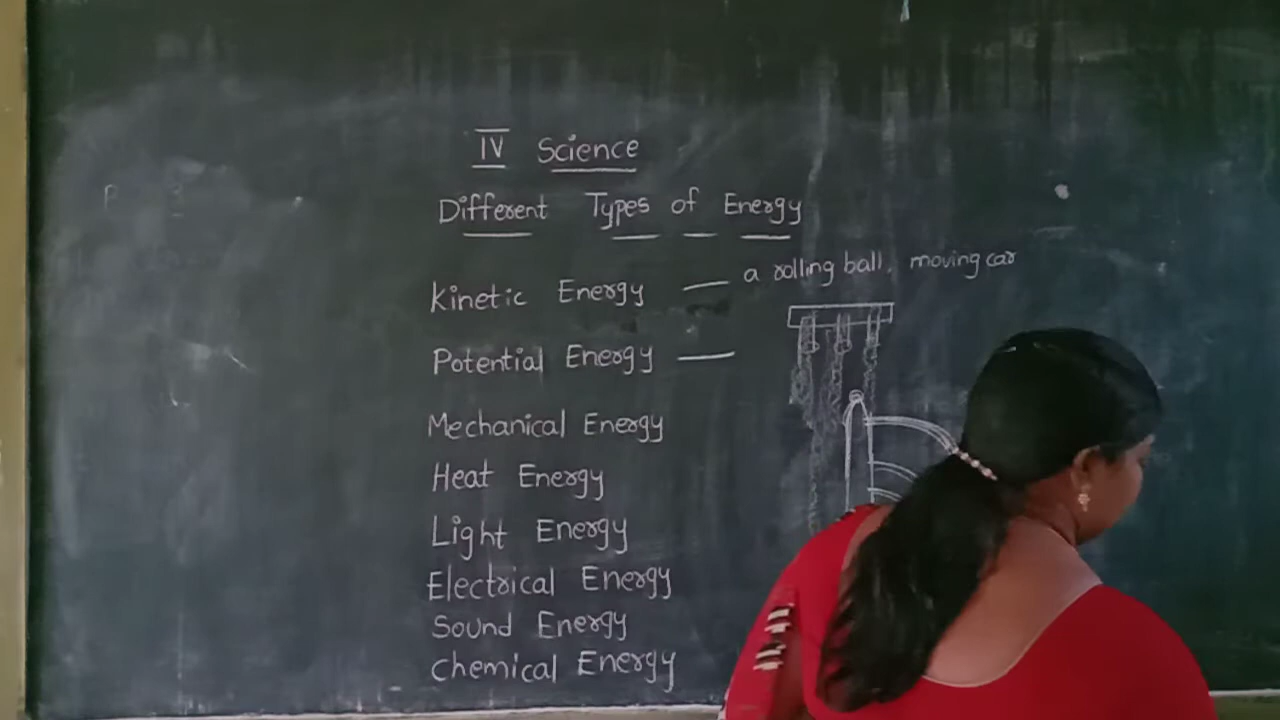 IV Science
Different Types of Energy
Kinetic Energy — a rolling ball, moving car
Potential Energy —
Mechanical Energy
Heat Energy
Light Energy
Electrical Energy
Sound Energy
chemical Energy